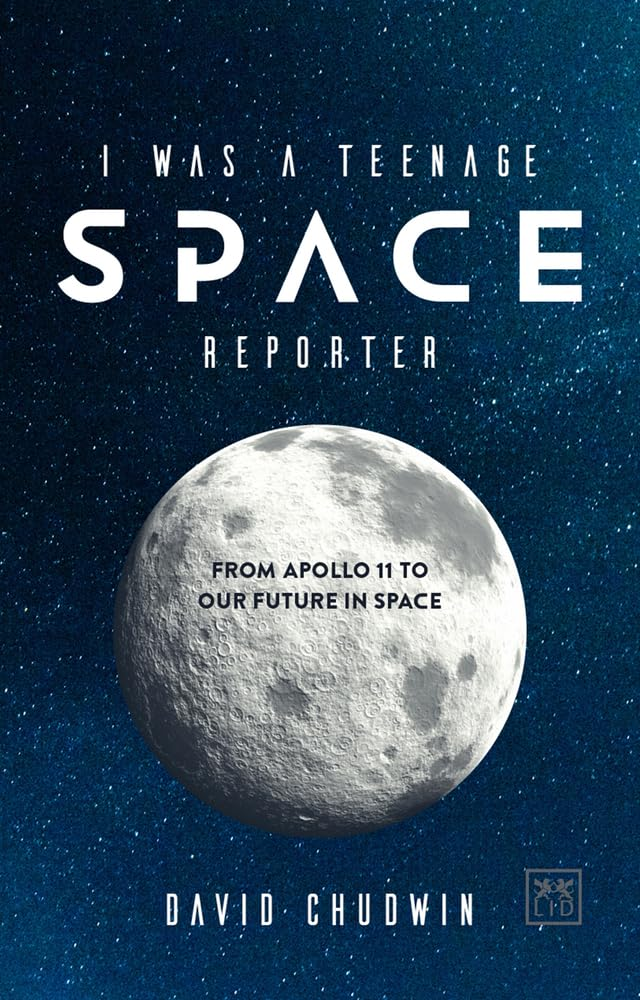 I WAS A TEENAGE
SPACE
REPORTER
FROM APOLLO 11 TO
OUR FUTURE IN SPACE
DAVID CHUDWIN
LID